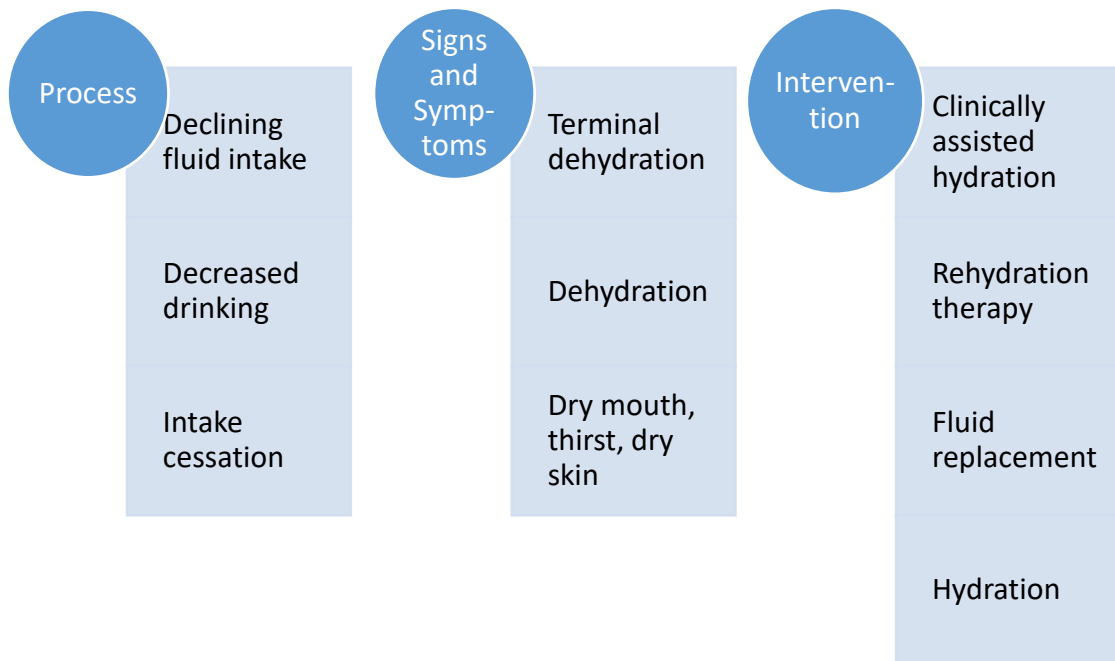 Process
Declining
fluid intake
Decreased
drinking
Intake
cessation
Signs
and
Symp-
toms
Terminal
dehydration
Dehydration
Dry mouth,
thirst, dry
skin
Interven-
tion
Clinically
assisted
hydration
Rehydration
therapy
Fluid
replacement
Hydration